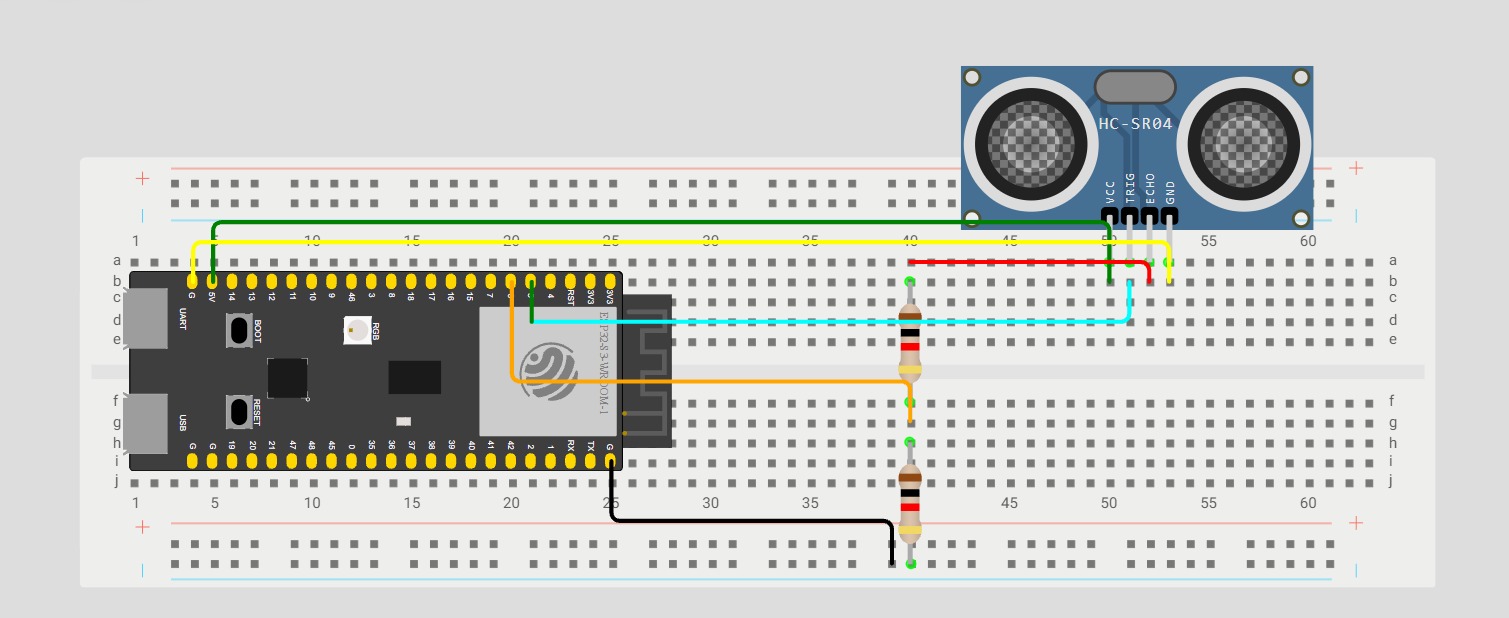 HC-SR04
VCC TRIG ECHO GND
+ +
1 5 10 15 20 25 30 35 40 45 50 55 60
a a
b b
G 5V 14 13 12 11 10 9 46 3 8 18 17 16 15 7 6 5 4 RST 3V3 3V3
c c
d d
e e
UART
BOOT
RGB
ESP32-S3-WROOM-1
f f
g g
h h
i i
j j
USB
RESET
G G 19 20 21 47 48 45 0 35 36 37 38 39 40 41 42 2 1 RX TX G
1 5 10 15 20 25 30 35 45 50 55 60
+ +